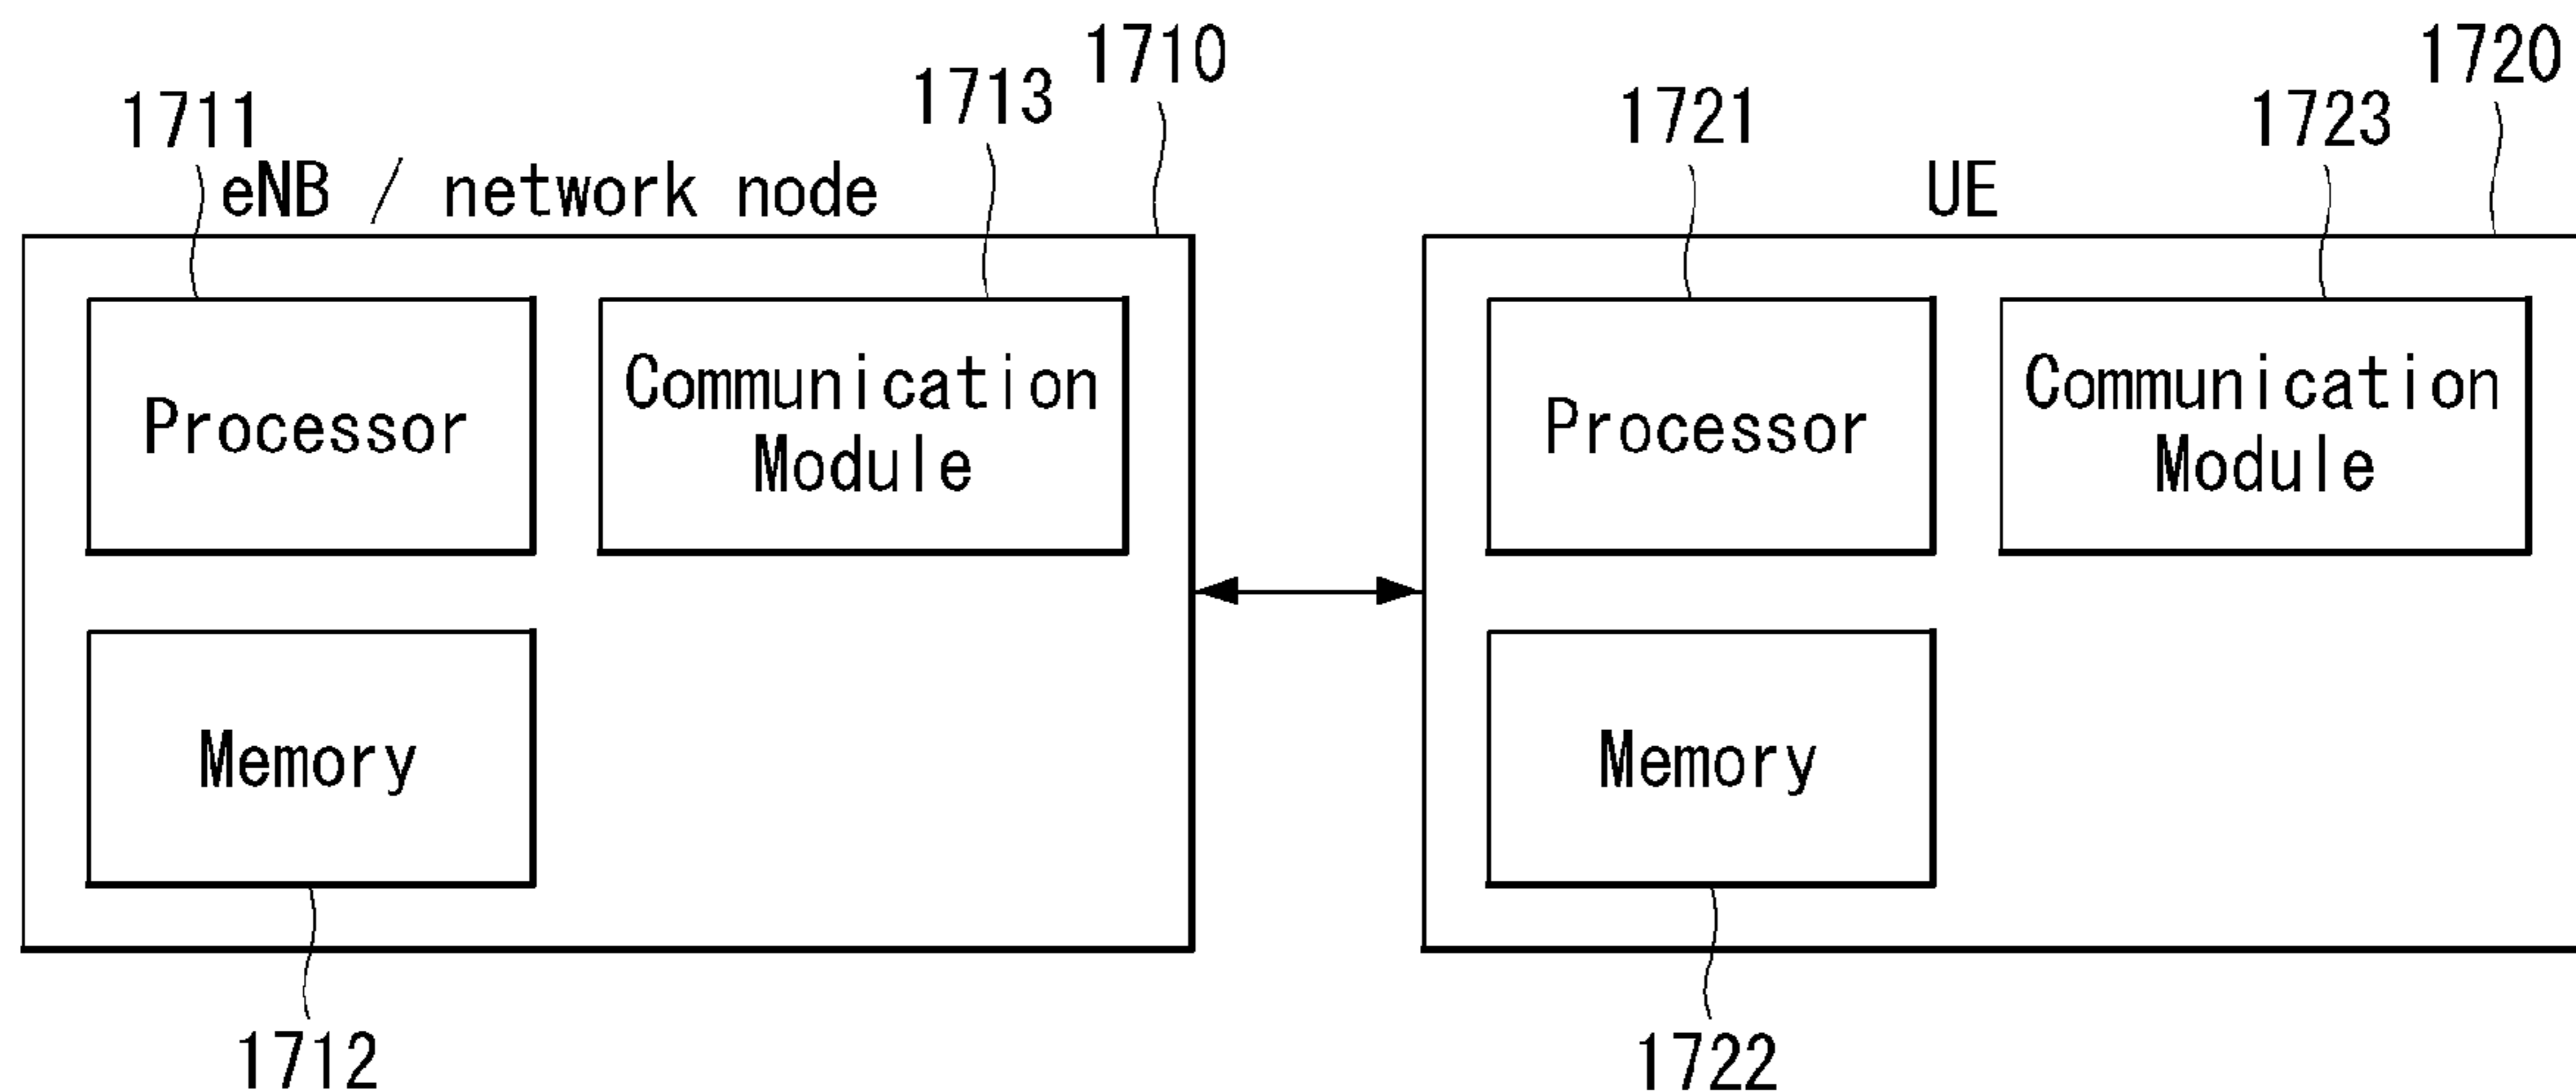 1710
1720
1713
1711
1721
1723
eNB / network node
UE
Processor
Communication
Module
Processor
Communication
Module
Memory
Memory
1712
1722